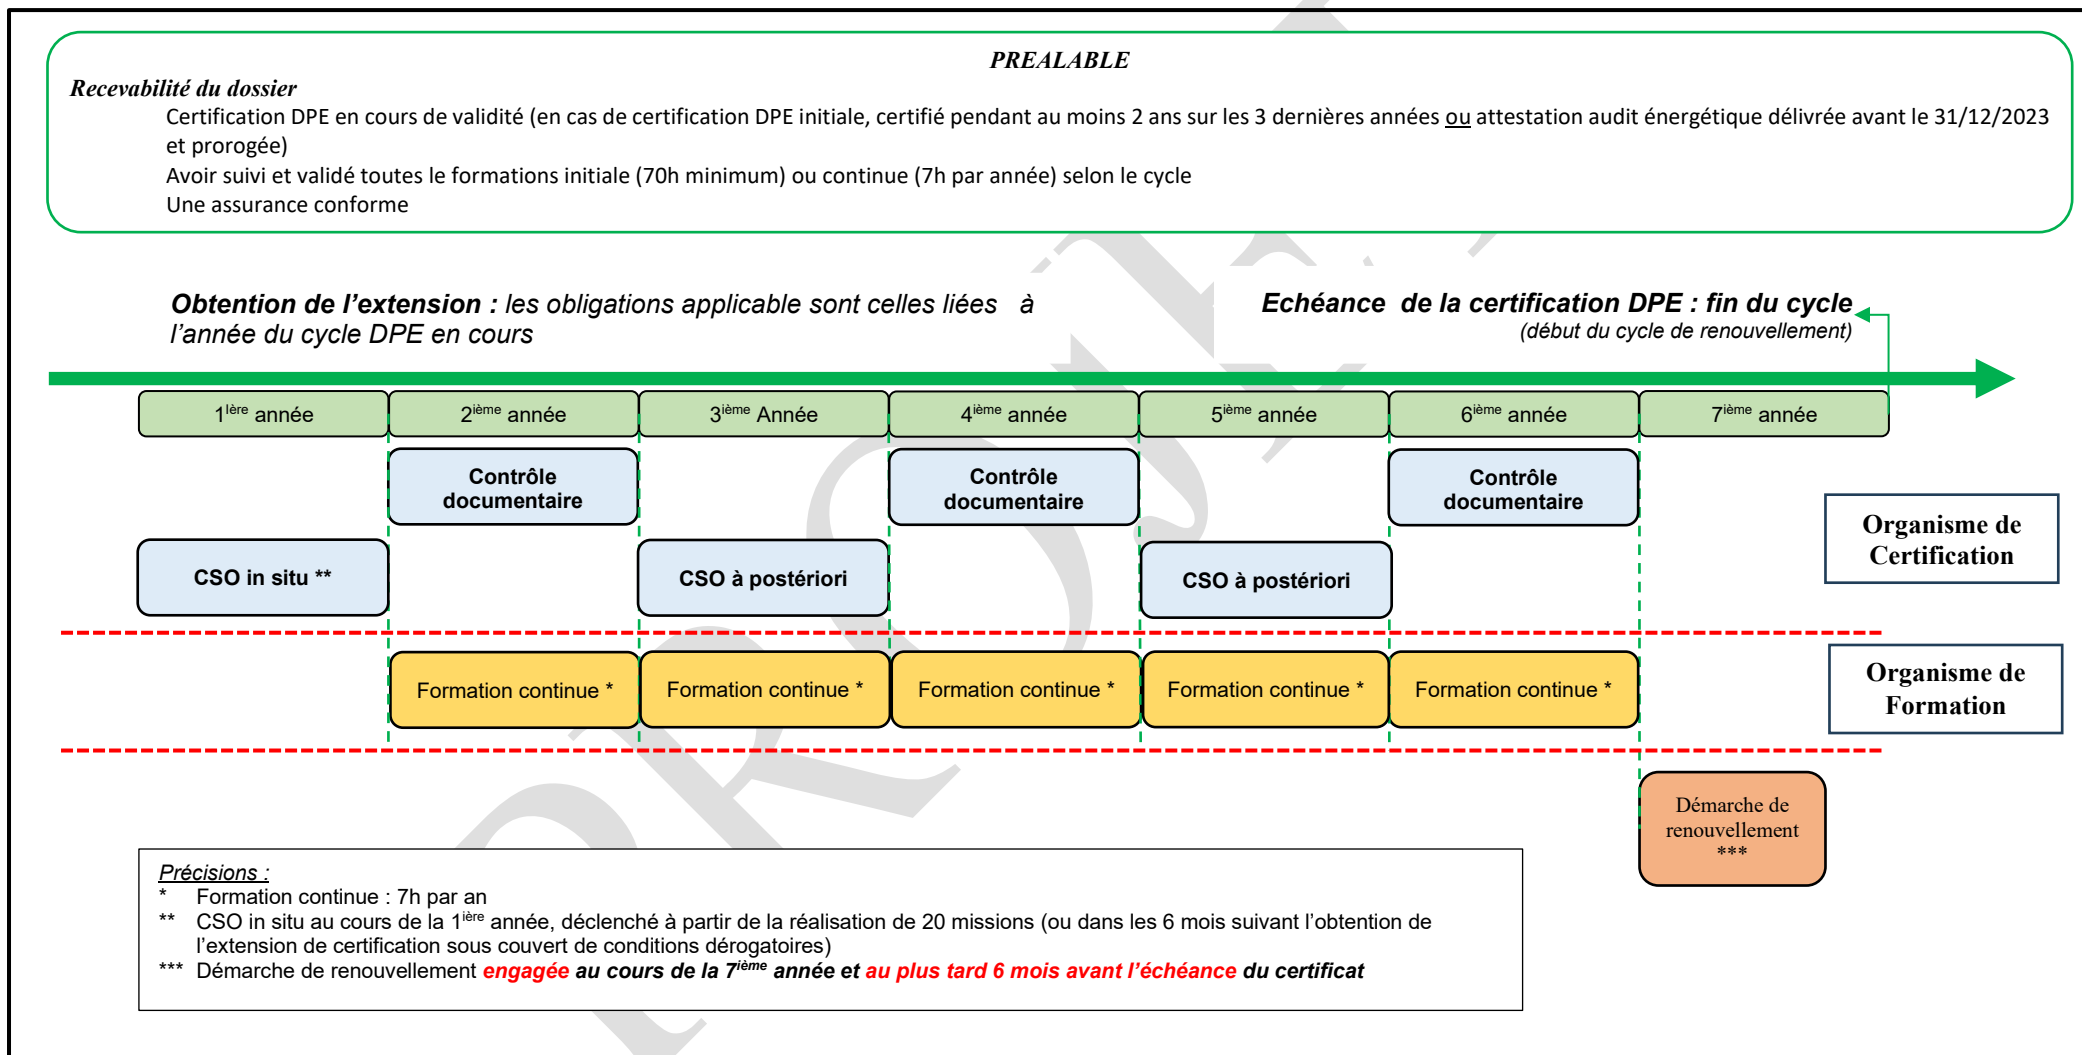 PREALABLE
Recevabilité du dossier
Certification DPE en cours de validité (en cas de certification DPE initiale, certifié pendant au moins 2 ans sur les 3 dernières années ou attestation audit énergétique délivrée avant le 31/12/2023
et prorogée)
Avoir suivi et validé toutes le formations initiale (70h minimum) ou continue (7h par année) selon le cycle
Une assurance conforme
Obtention de l'extension : les obligations applicable sont celles liées à
l'année du cycle DPE en cours
Echéance de la certification DPE : fin du cycle
(début du cycle de renouvellement)
1lère année
2ième année
3ième Année
4ième année
5ième année
6ième année
7ième année
Contrôle
documentaire
Contrôle
documentaire
Contrôle
documentaire
Organisme de
Certification
CSO in situ **
CSO à postériori
CSO à postériori
Formation continue *
Formation continue *
Formation continue *
Formation continue *
Formation continue *
Organisme de
Formation
Démarche de
renouvellement
***
Précisions :
* Formation continue : 7h par an
** CSO in situ au cours de la 1ière année, déclenché à partir de la réalisation de 20 missions (ou dans les 6 mois suivant l'obtention de
l'extension de certification sous couvert de conditions dérogatoires)
*** Démarche de renouvellement engagée au cours de la 7ième année et au plus tard 6 mois avant l'échéance du certificat
PROJET